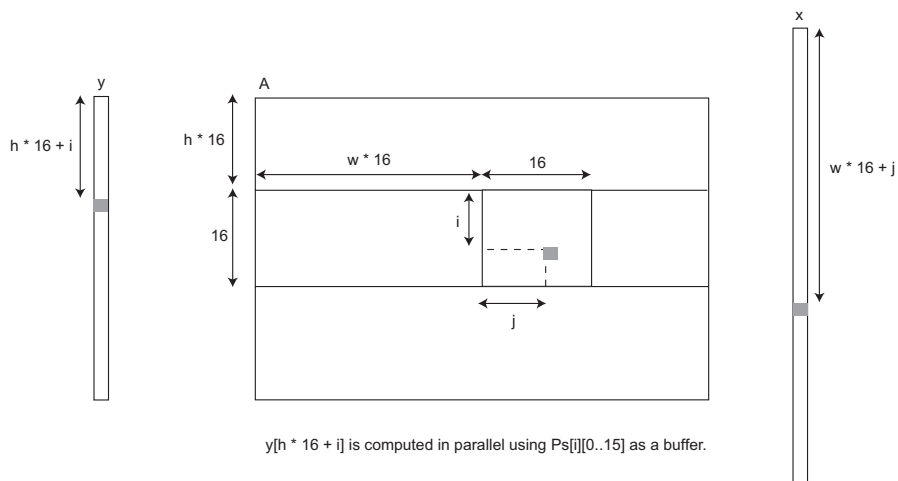 x
y
A
h * 16 + i
h * 16
w * 16
16
w * 16 + j
i
16
j
y[h * 16 + i] is computed in parallel using Ps[i][0..15] as a buffer.